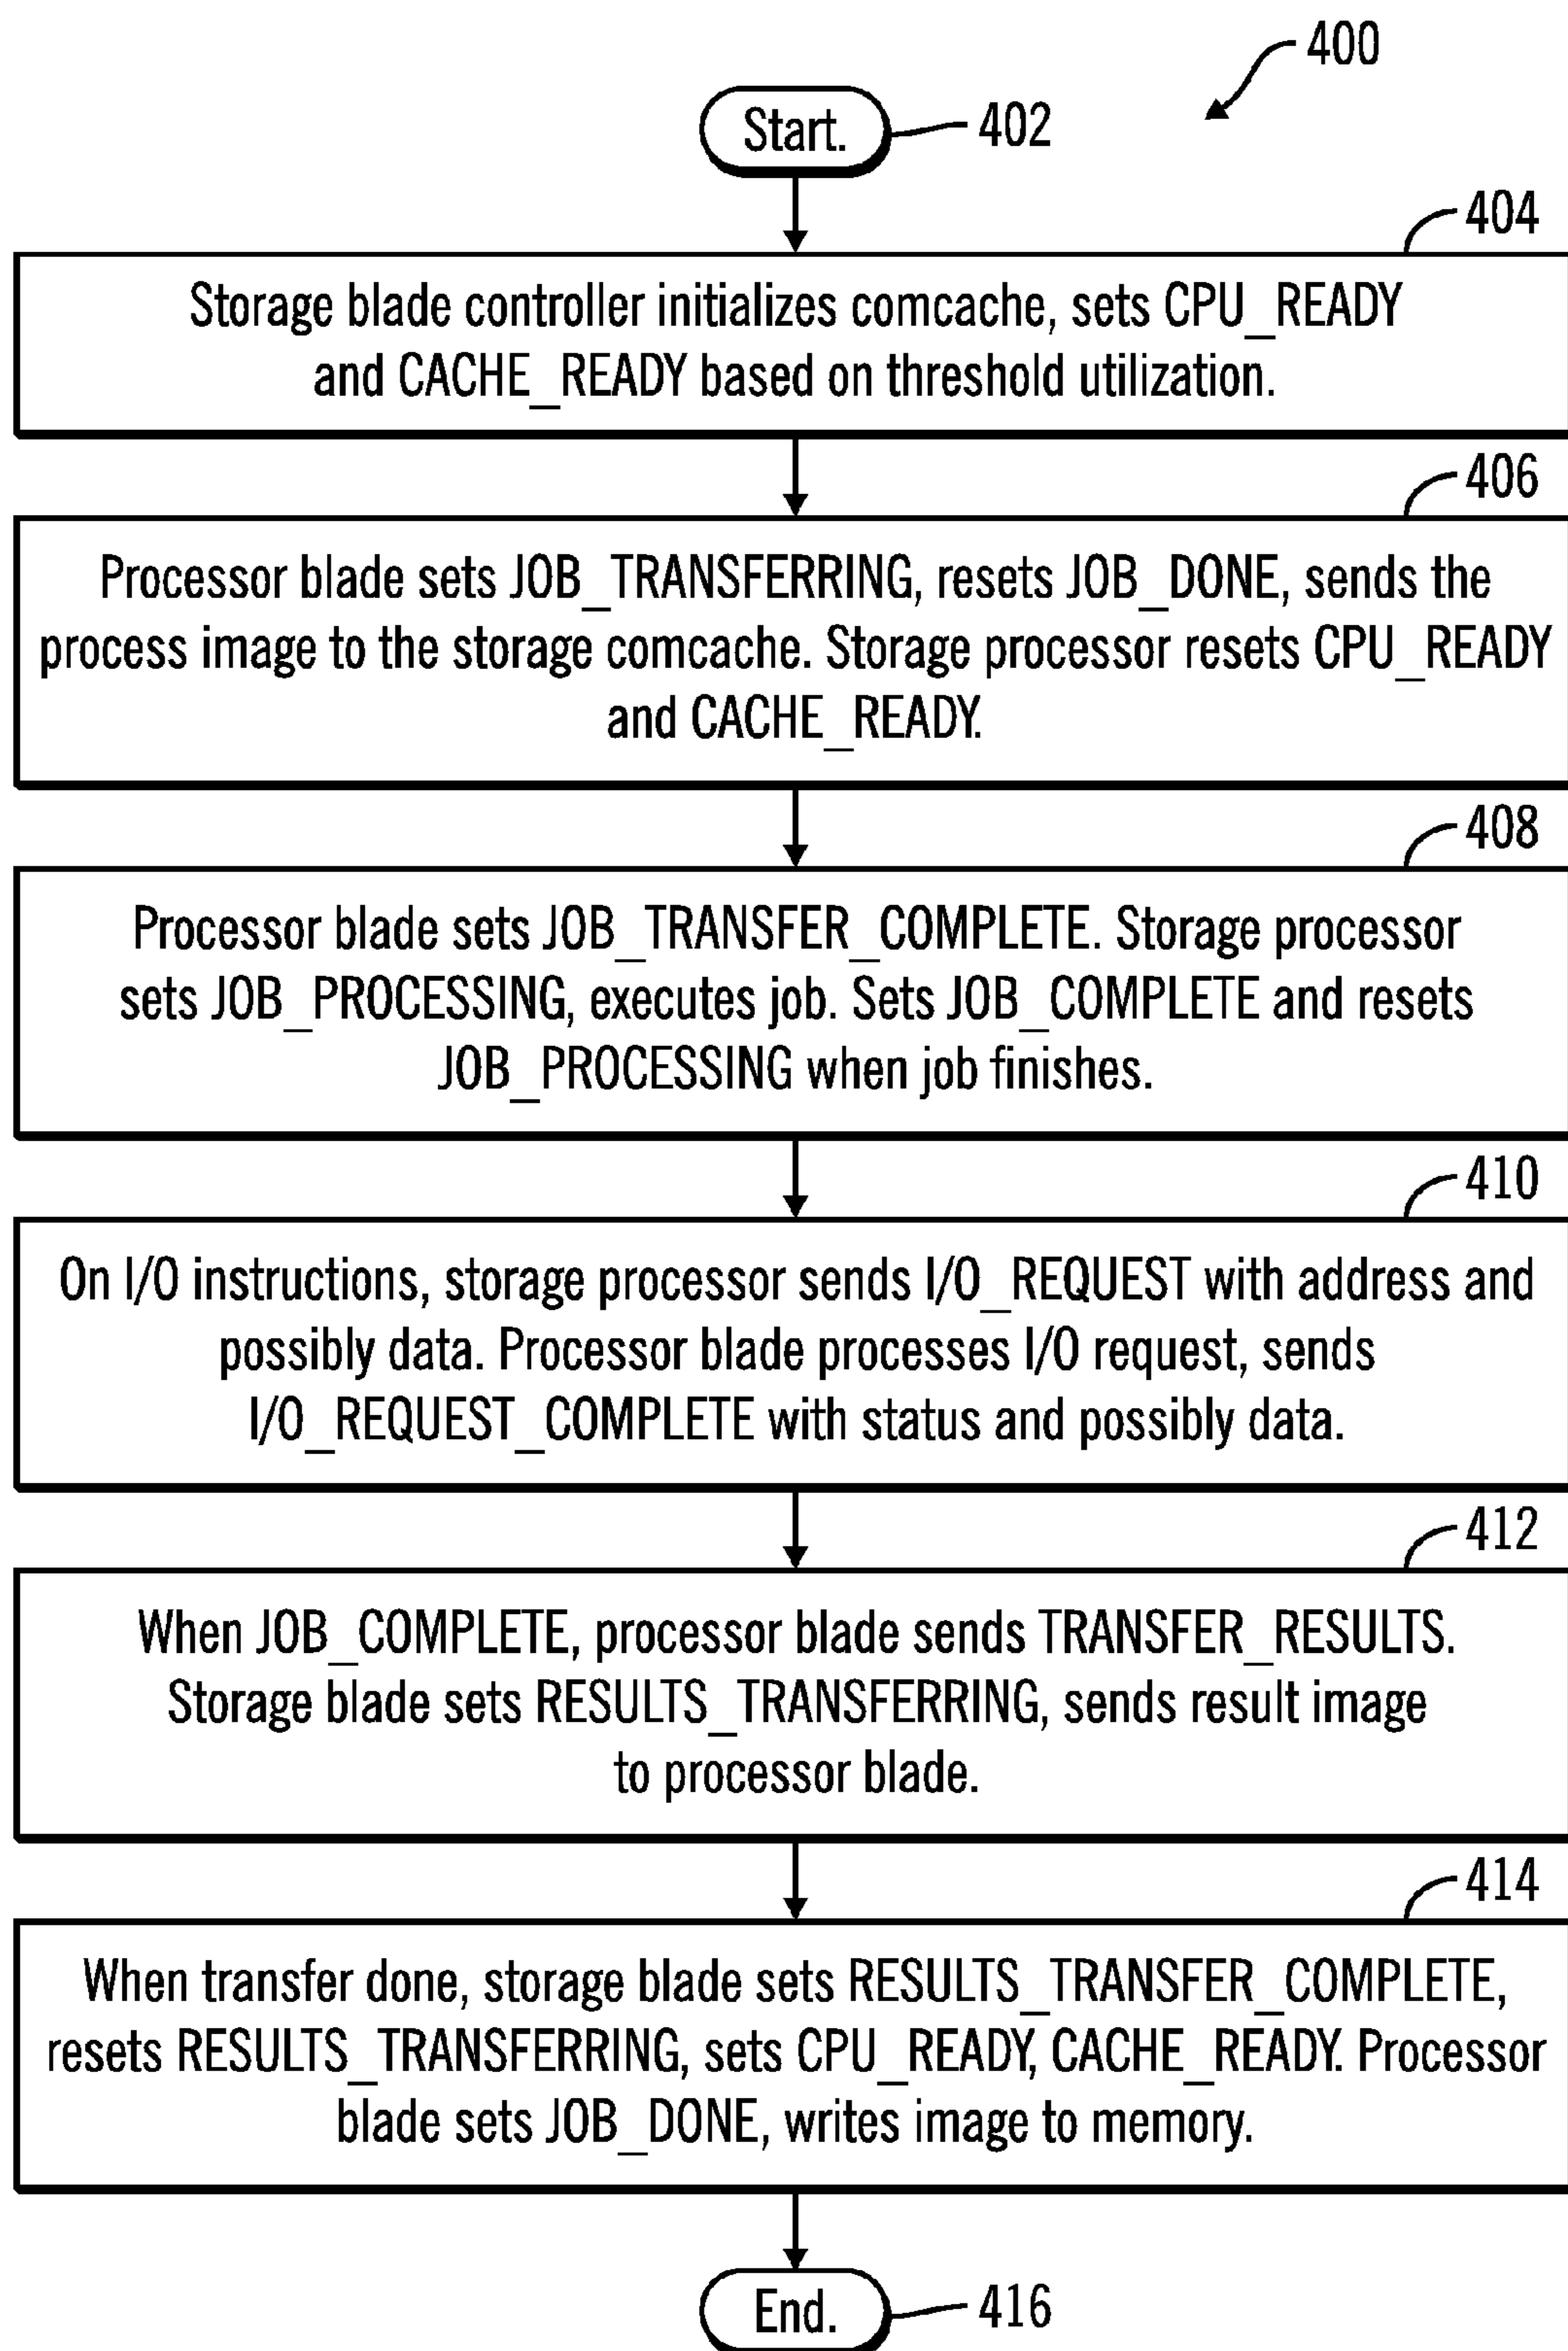 400
Start.
402
404
Storage blade controller initializes comcache, sets CPU_READY
and CACHE_READY based on threshold utilization.
406
Processor blade sets JOB_TRANSFERRING, resets JOB_DONE, sends the
process image to the storage comcache. Storage processor resets CPU_READY
and CACHE_READY.
408
Processor blade sets JOB_TRANSFER_COMPLETE. Storage processor
sets JOB_PROCESSING, executes job. Sets JOB_COMPLETE and resets
JOB_PROCESSING when job finishes.
410
On I/O instructions, storage processor sends I/O_REQUEST with address and
possibly data. Processor blade processes I/O request, sends
I/O_REQUEST_COMPLETE with status and possibly data.
412
When JOB_COMPLETE, processor blade sends TRANSFER_RESULTS.
Storage blade sets RESULTS_TRANSFERRING, sends result image
to processor blade.
414
When transfer done, storage blade sets RESULTS_TRANSFER_COMPLETE,
resets RESULTS_TRANSFERRING, sets CPU_READY, CACHE_READY. Processor
blade sets JOB_DONE, writes image to memory.
End.
416